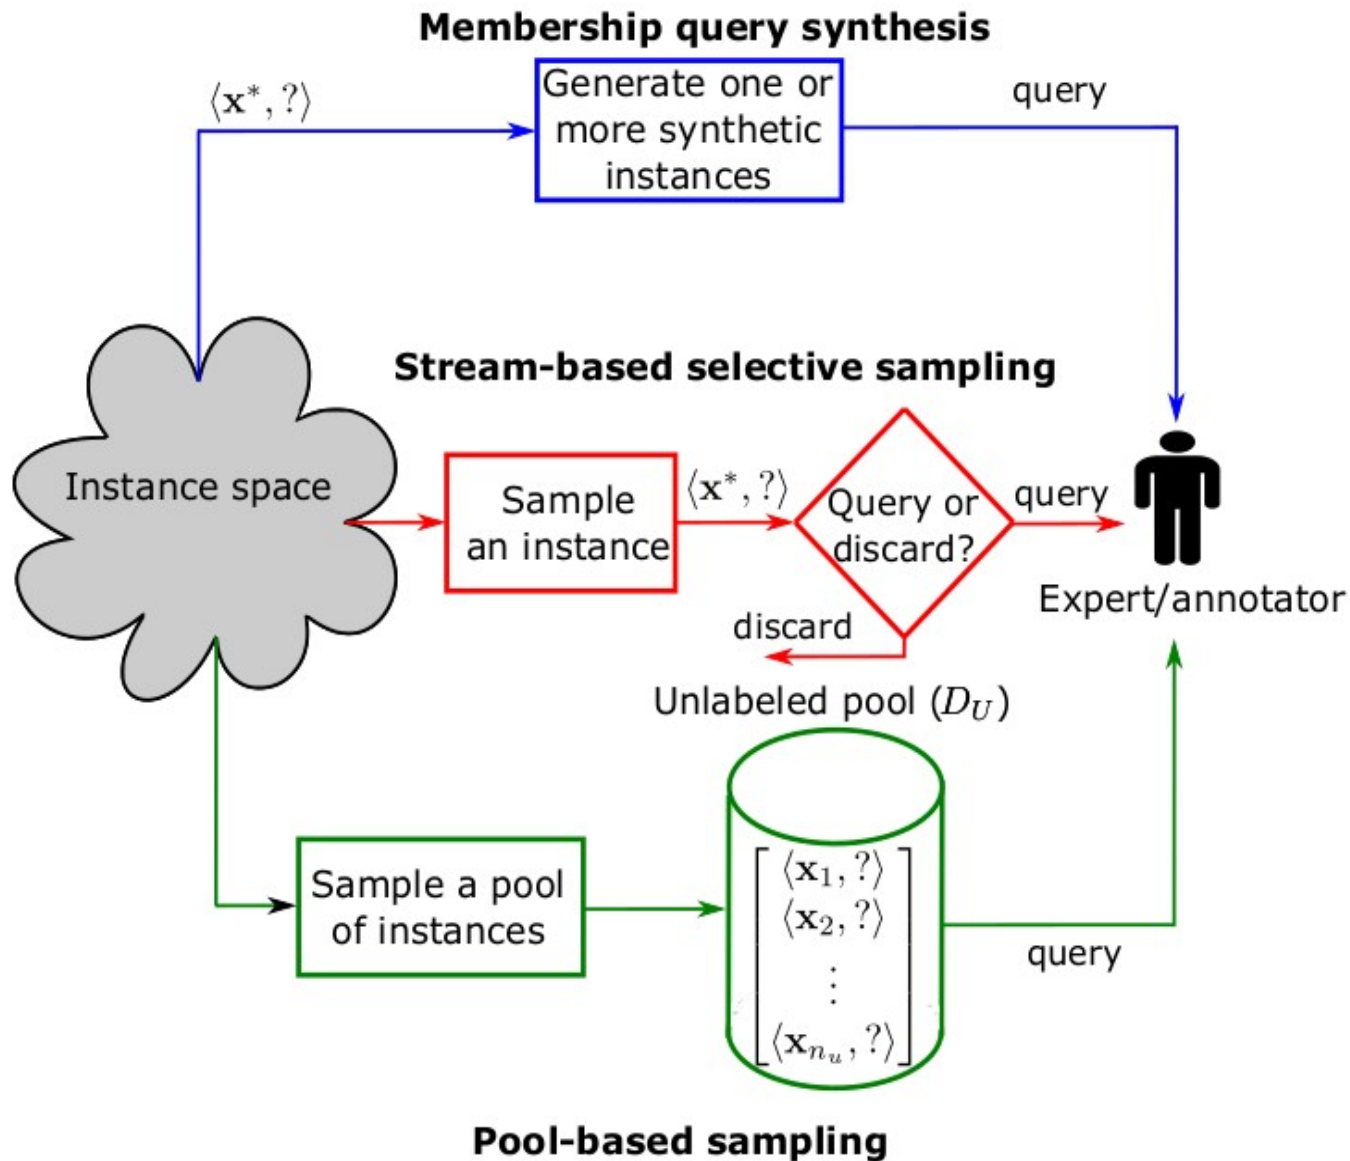 Membership query synthesis
⟨x*, ?⟩
Generate one or
more synthetic
instances
query
Stream-based selective sampling
Instance space
Sample
an instance
⟨x*, ?⟩
Query or
discard?
query
discard
Expert/annotator
Unlabeled pool (D_U)
Sample a pool
of instances
⟨x₁, ?⟩
⟨x₂, ?⟩
⋮
⟨x_{n_u}, ?⟩
query
Pool-based sampling